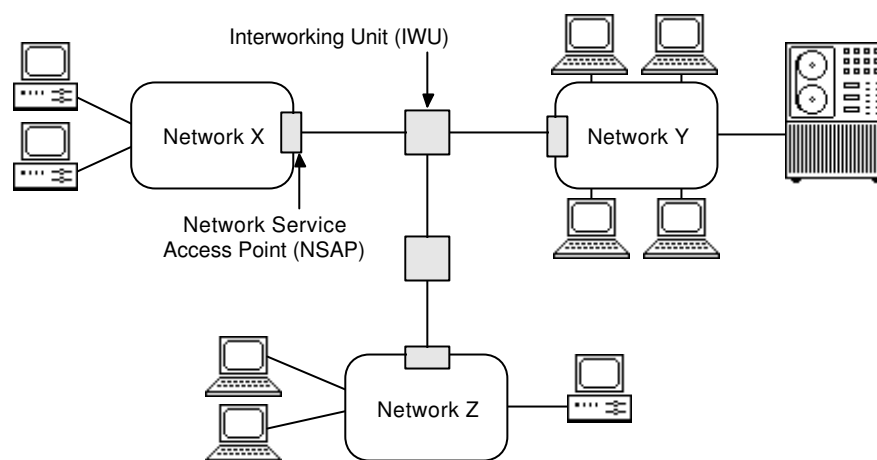 Interworking Unit (IWU)
Network X
Network Y
Network Service
Access Point (NSAP)
Network Z